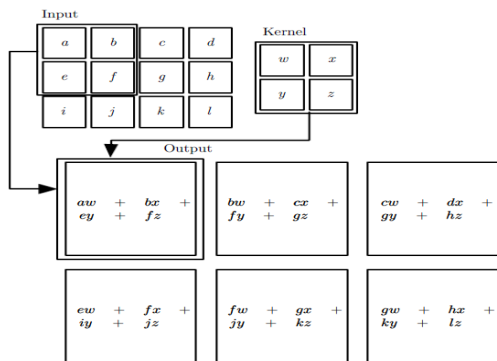 Input
Kernel
a b c d
w x
e f g h
y z
i j k l
Output
aw + bx +
ey + fz
bw + cx +
fy + gz
cw + dx +
gy + hz
ew + fx +
iy + jz
fw + gx +
jy + kz
gw + hx +
ky + lz